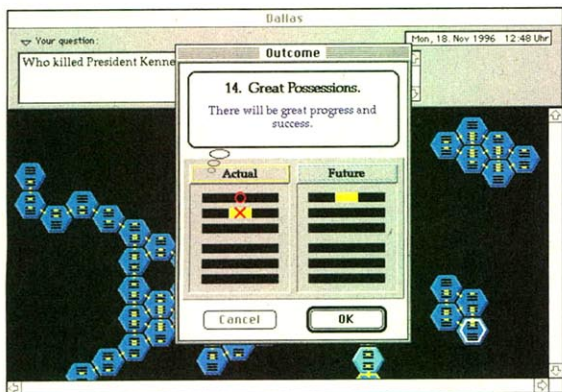 Dallas
Your question:
Mon, 18. Nov 1996 12:48 Uhr
Who killed President Kenne
Outcome
14. Great Possessions.
There will be great progress and
success.
Actual
Future
Cancel
OK